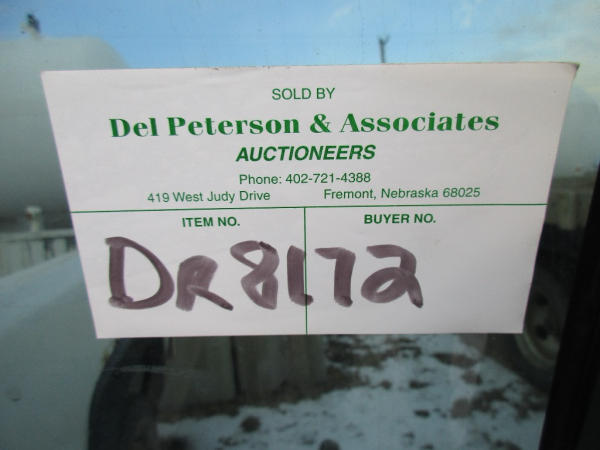 SOLD BY
Del Peterson & Associates
AUCTIONEERS
Phone: 402-721-4388
419 West Judy Drive Fremont, Nebraska 68025
ITEM NO. BUYER NO.
DR8172